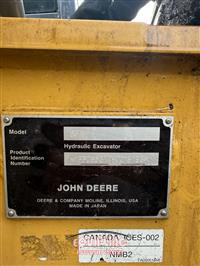 Model
Hydraulic Excavator
Product
Identification
Number
JOHN DEERE
DEERE & COMPANY MOLINE, ILLINOIS, USA
MADE IN JAPAN
CANADA ICES-002
NMB2